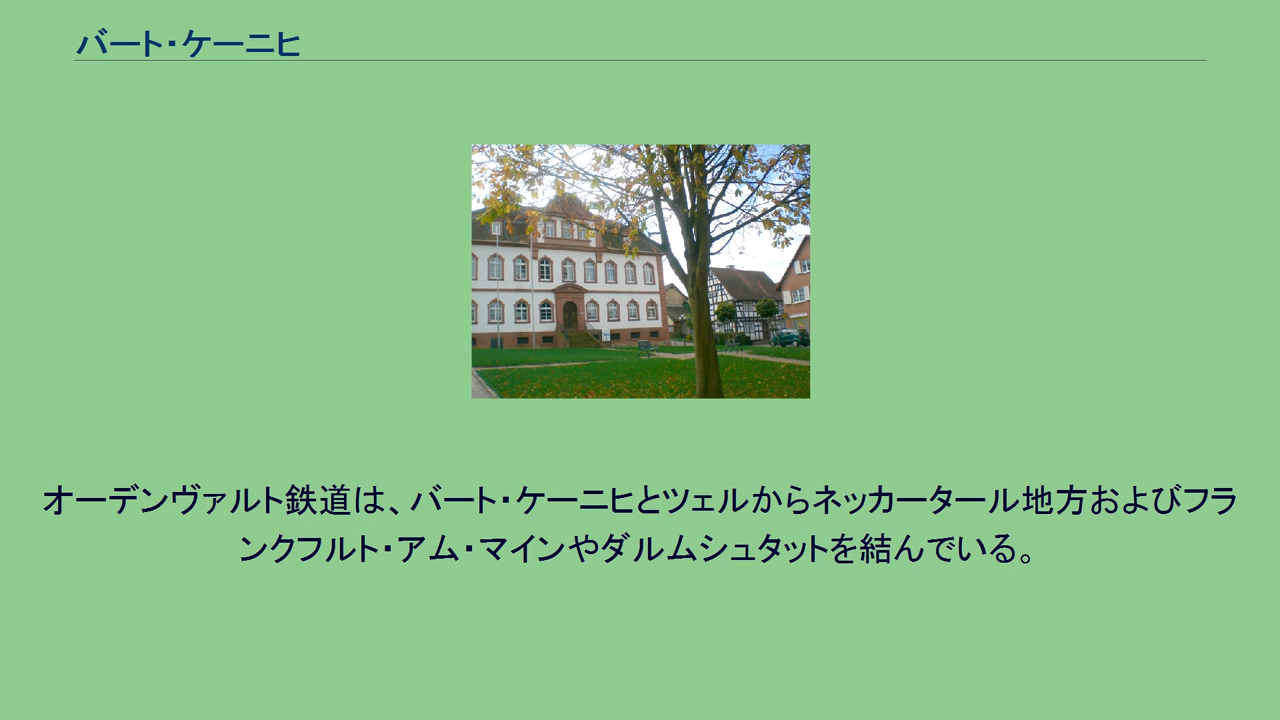 バート・ケーニヒ
オーデンヴァルト鉄道は、バート・ケーニヒとツェルからネッカータール地方およびフラ
ンクフルト・アム・マインやダルムシュタットを結んでいる。